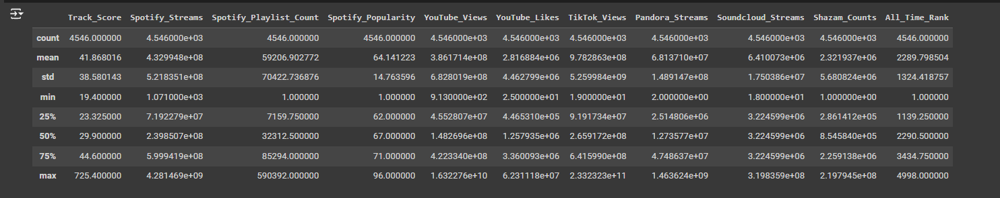 Track_Score Spotify_Streams Spotify_Playlist_Count Spotify_Popularity YouTube_Views YouTube_Likes TikTok_Views Pandora_Streams Soundcloud_Streams Shazam_Counts All_Time_Rank
count 4546.000000 4.546000e+03 4546.000000 4546.000000 4.546000e+03 4.546000e+03 4.546000e+03 4.546000e+03 4.546000e+03 4.546000e+03 4546.000000
mean 41.868016 4.329948e+08 59206.902772 64.141223 3.861714e+08 2.816884e+06 9.782863e+08 6.813710e+07 6.410073e+06 2.321937e+06 2289.798504
std 38.580143 5.218351e+08 70422.736876 14.763596 6.828019e+08 4.462799e+06 5.259984e+09 1.489147e+08 1.750386e+07 5.680824e+06 1324.418757
min 19.400000 1.071000e+03 1.000000 1.000000 9.130000e+02 2.500000e+01 1.900000e+01 2.000000e+00 1.800000e+01 1.000000e+00 1.000000
25% 23.325000 7.192279e+07 7159.750000 62.000000 4.552807e+07 4.465310e+05 9.191734e+07 2.514806e+06 3.224599e+06 2.861412e+05 1139.250000
50% 29.900000 2.398507e+08 32312.500000 67.000000 1.482696e+08 1.257935e+06 2.659172e+08 1.273577e+07 3.224599e+06 8.545840e+05 2290.500000
75% 44.600000 5.999419e+08 85294.000000 71.000000 4.223340e+08 3.360093e+06 6.415990e+08 4.748637e+07 3.224599e+06 2.259138e+06 3434.750000
max 725.400000 4.281469e+09 590392.000000 96.000000 1.632276e+10 6.231118e+07 2.332323e+11 1.463624e+09 3.198359e+08 2.197945e+08 4998.000000